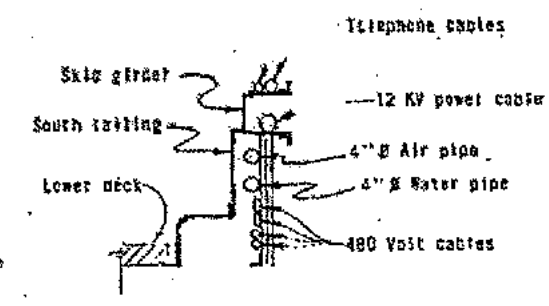 Telephone cables
Skid girder
12 KV power cable
South railing
4" Ø Air pipe
4" Ø Water pipe
Lower deck
480 Volt cables